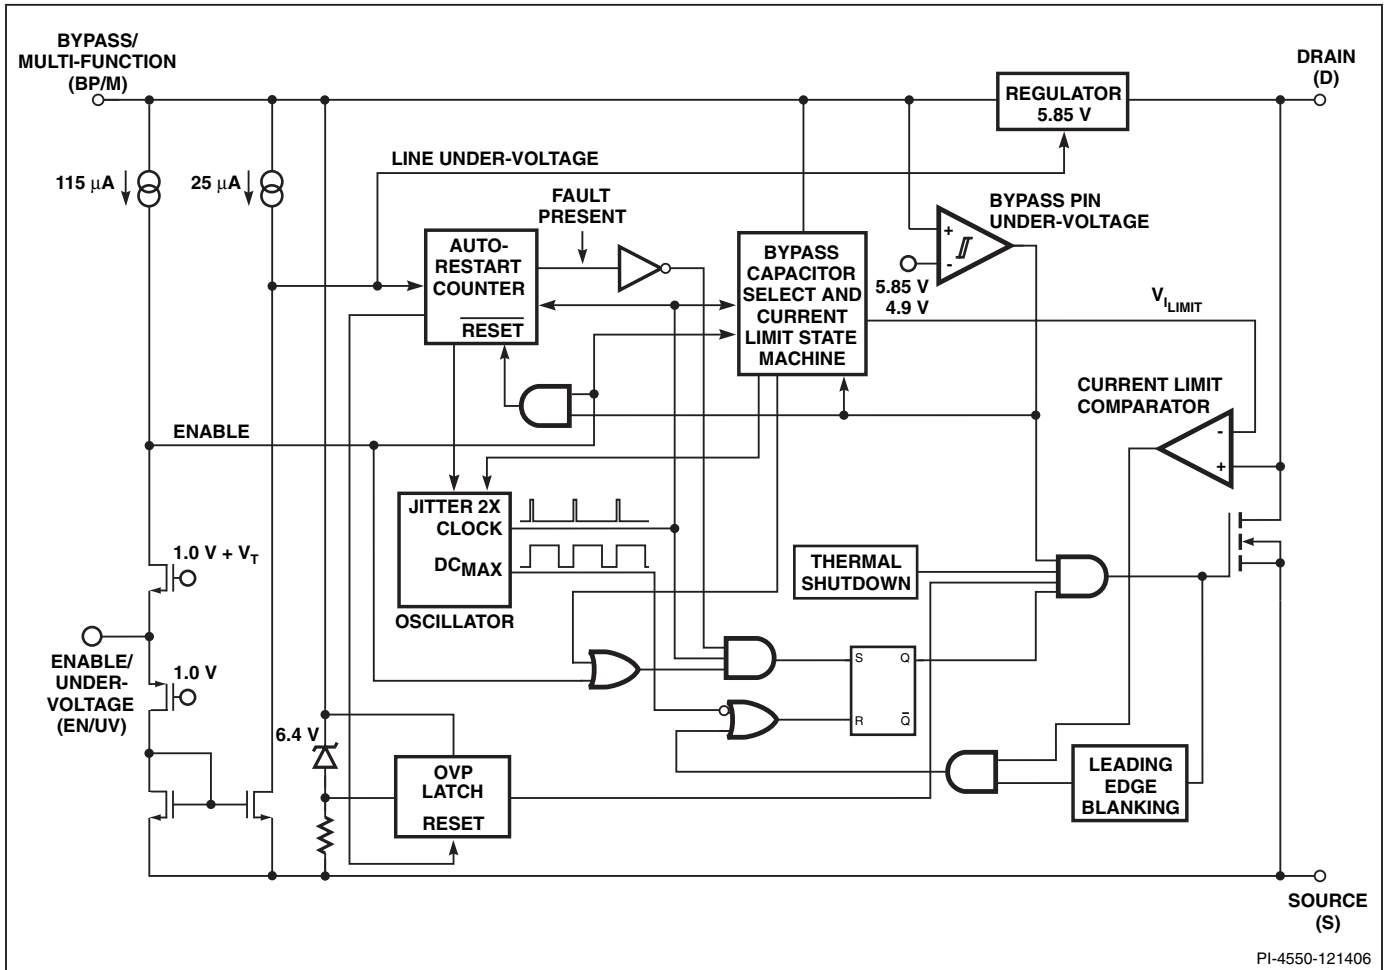 BYPASS/
MULTI-FUNCTION
(BP/M)
DRAIN
(D)
REGULATOR
5.85 V
LINE UNDER-VOLTAGE
115 μA
25 μA
FAULT
PRESENT
BYPASS PIN
UNDER-VOLTAGE
AUTO-
RESTART
COUNTER
RESET
BYPASS
CAPACITOR
SELECT AND
CURRENT
LIMIT STATE
MACHINE
+
-
5.85 V
4.9 V
VILIMIT
CURRENT LIMIT
COMPARATOR
-
+
ENABLE
JITTER 2X
CLOCK
DCMAX
OSCILLATOR
1.0 V + VT
THERMAL
SHUTDOWN
ENABLE/
UNDER-
VOLTAGE
(EN/UV)
1.0 V
S Q
R Q
6.4 V
OVP
LATCH
RESET
LEADING
EDGE
BLANKING
SOURCE
(S)
PI-4550-121406